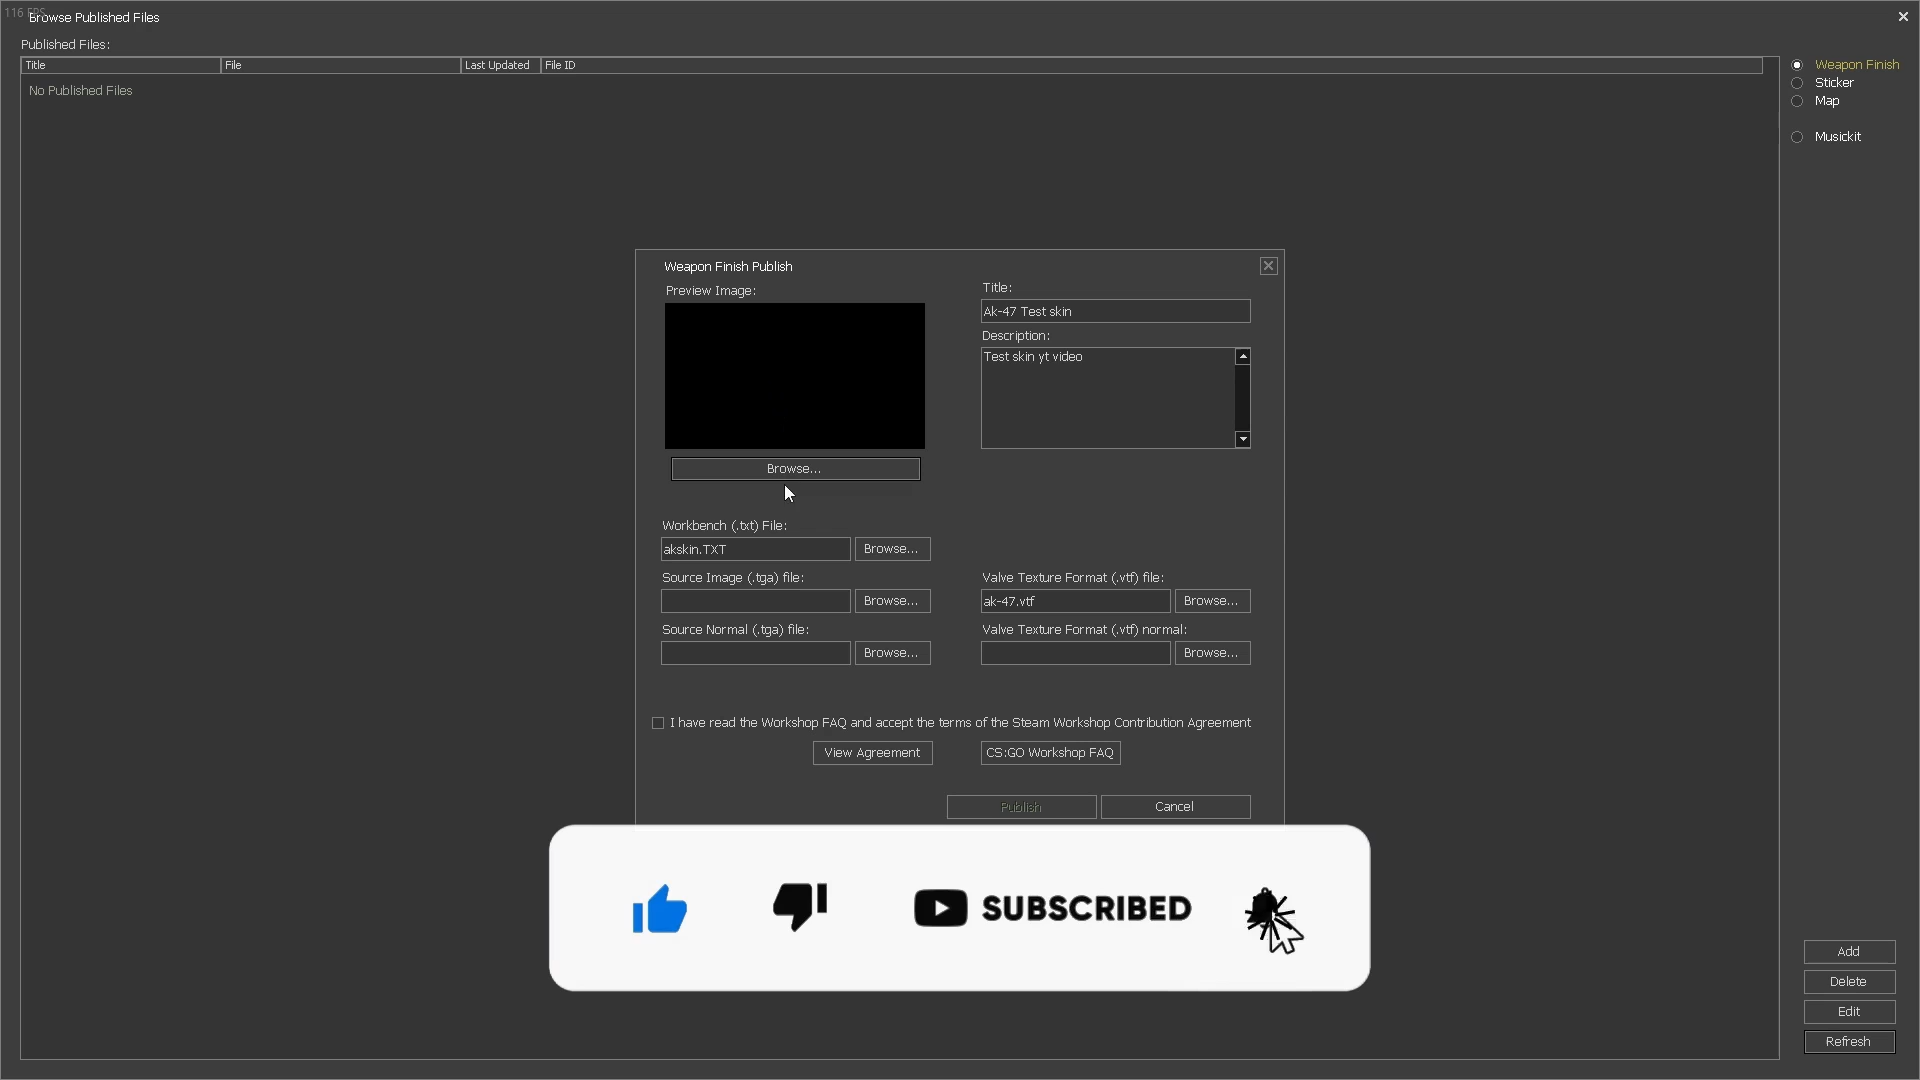 116 FPS
Browse Published Files
Published Files:
Title File Last Updated File ID
No Published Files
Weapon Finish
Sticker
Map
Musickit
Weapon Finish Publish
Preview Image:
Browse...
Title:
Ak-47 Test skin
Description:
Test skin yt video
Workbench (.txt) File:
akskin.TXT Browse...
Source Image (.tga) file: Valve Texture Format (.vtf) file:
Browse... ak-47.vtf Browse...
Source Normal (.tga) file: Valve Texture Format (.vtf) normal:
Browse... Browse...
I have read the Workshop FAQ and accept the terms of the Steam Workshop Contribution Agreement
View Agreement CS:GO Workshop FAQ
Publish Cancel
SUBSCRIBED
Add
Delete
Edit
Refresh